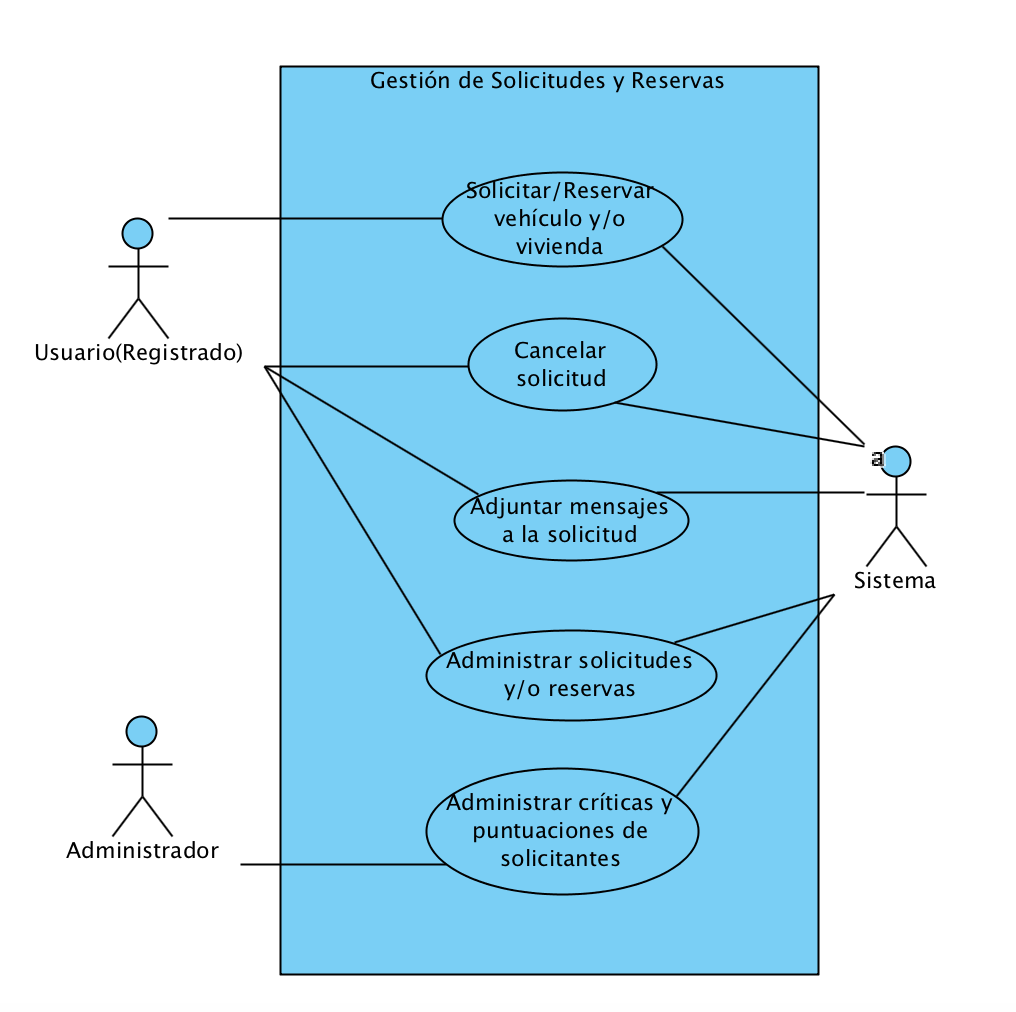 Gestión de Solicitudes y Reservas
Solicitar/Reservar
vehículo y/o
vivienda
Usuario(Registrado)
Cancelar
solicitud
a
Adjuntar mensajes
a la solicitud
Sistema
Administrar solicitudes
y/o reservas
Administrar críticas y
puntuaciones de
solicitantes
Administrador